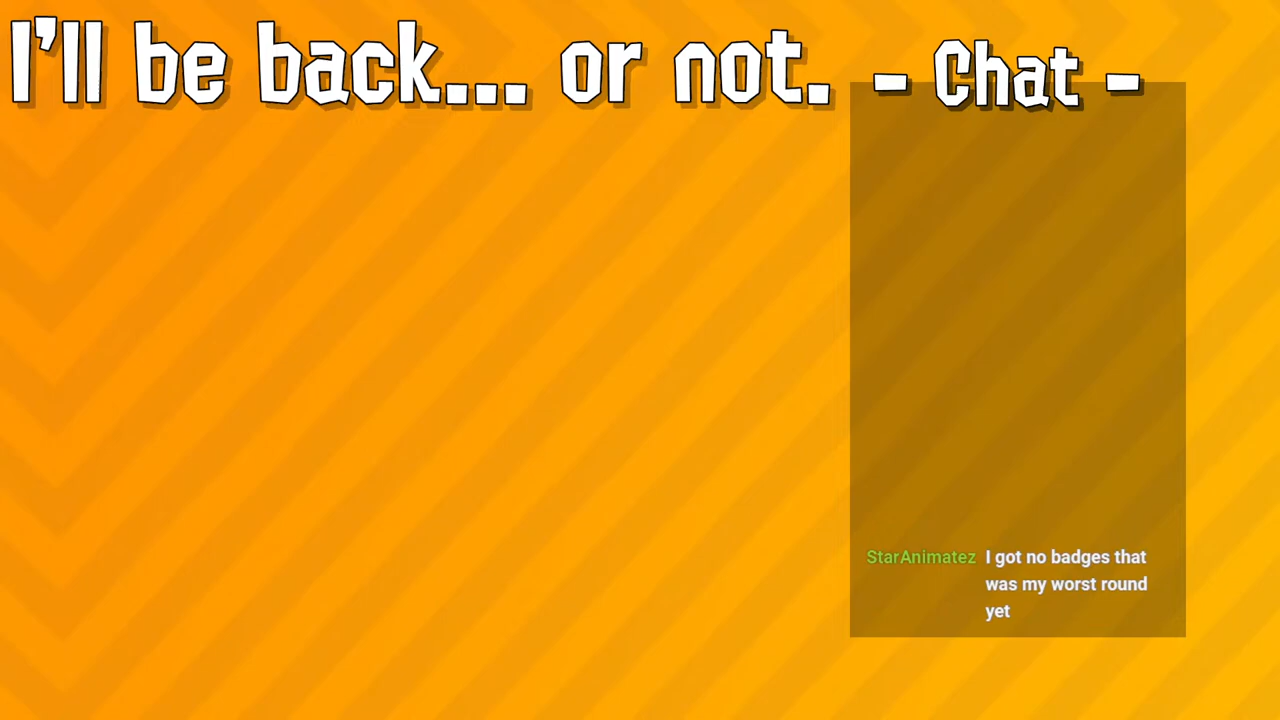 I'll be back... or not.
- Chat -
StarAnimatez I got no badges that
was my worst round
yet